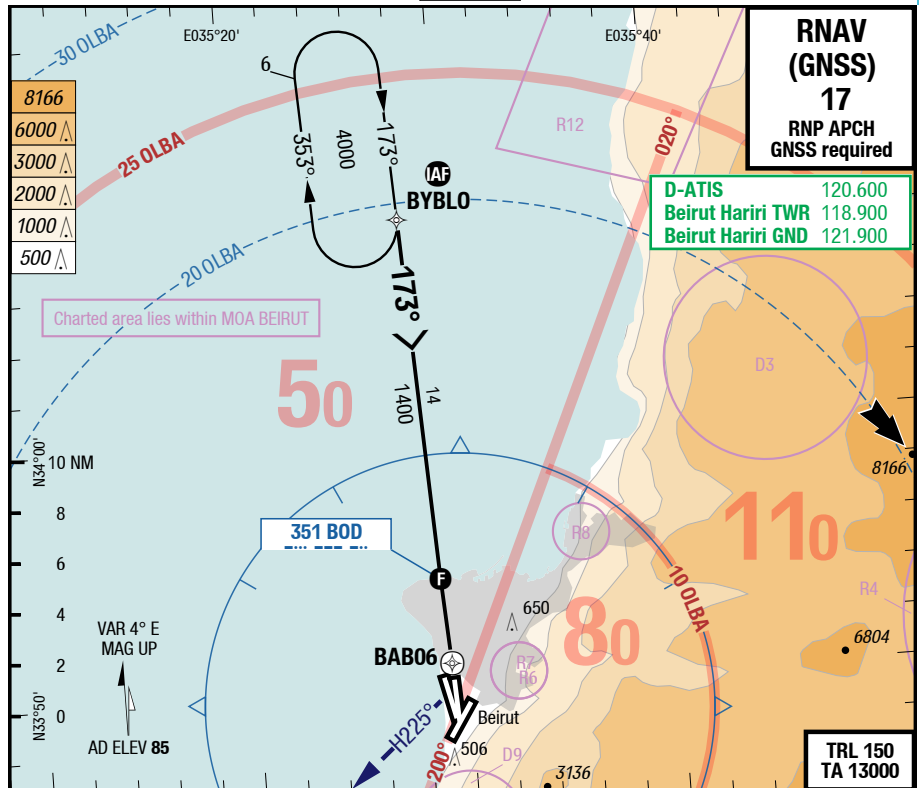 E035°20'
E035°40'
RNAV
(GNSS)
17
RNP APCH
GNSS required
30 OLBA
6
8166
6000
3000
2000
1000
500
25 OLBA
353°
4000
173°
R12
020°
IAF
BYBLO
D-ATIS 120.600
Beirut Hariri TWR 118.900
Beirut Hariri GND 121.900
20 OLBA
173°
Charted area lies within MOA BEIRUT
D3
50
14
1400
N34°00'
10 NM
8166
8
351 BOD
R8
110
6
F
10 OLBA
R4
4
650
80
VAR 4° E
MAG UP
6804
BAB06
2
R7
R6
N33°50'
0
Beirut
H225°
AD ELEV 85
200°
506
D9
3136
TRL 150
TA 13000